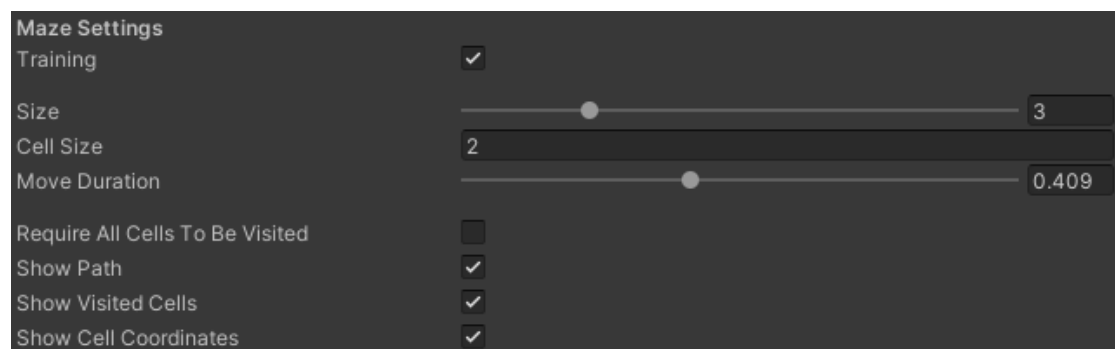 Maze Settings
Training
Size 3
Cell Size 2
Move Duration 0.409
Require All Cells To Be Visited
Show Path
Show Visited Cells
Show Cell Coordinates